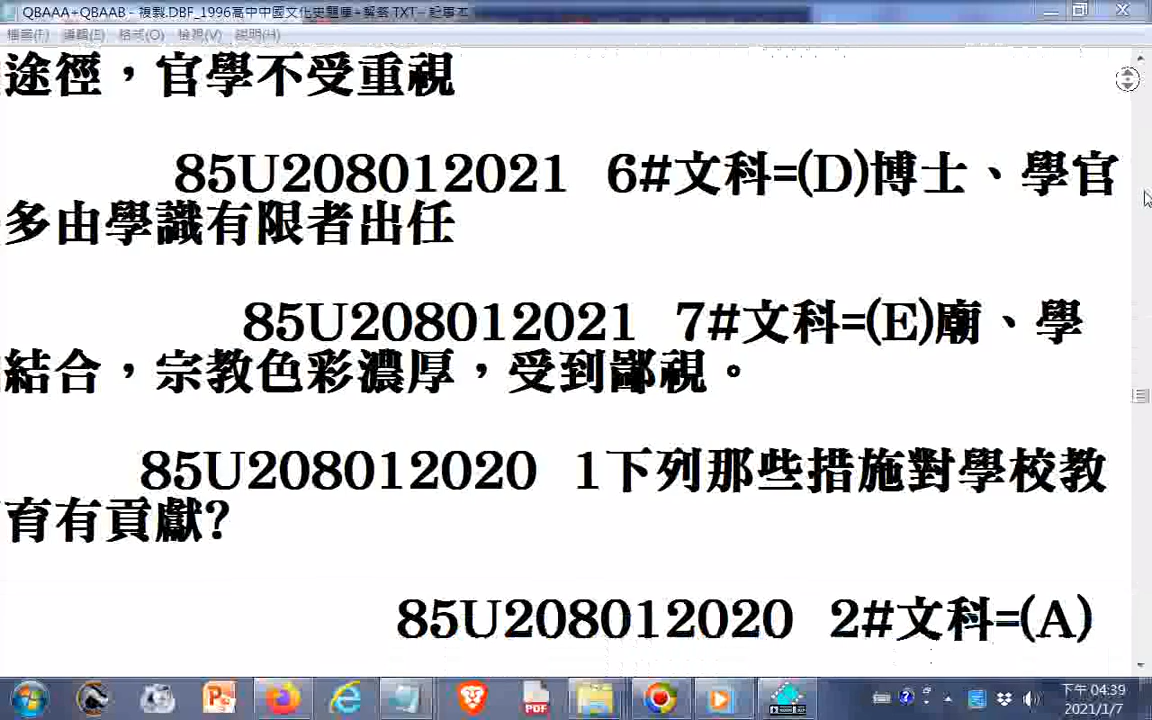 QBAAA+QBAAB - 複製.DBF_1996高中中國文化史題庫+解答.TXT - 記事本
檔案(F) 編輯(E) 格式(O) 檢視(V) 說明(H)
途徑，官學不受重視
85U208012021 6#文科=(D)博士、學官
多由學識有限者出任
85U208012021 7#文科=(E)廟、學
結合，宗教色彩濃厚，受到鄙視。
85U208012020 1下列那些措施對學校教
育有貢獻?
85U208012020 2#文科=(A)
PDF
下午 04:39
2021/1/7